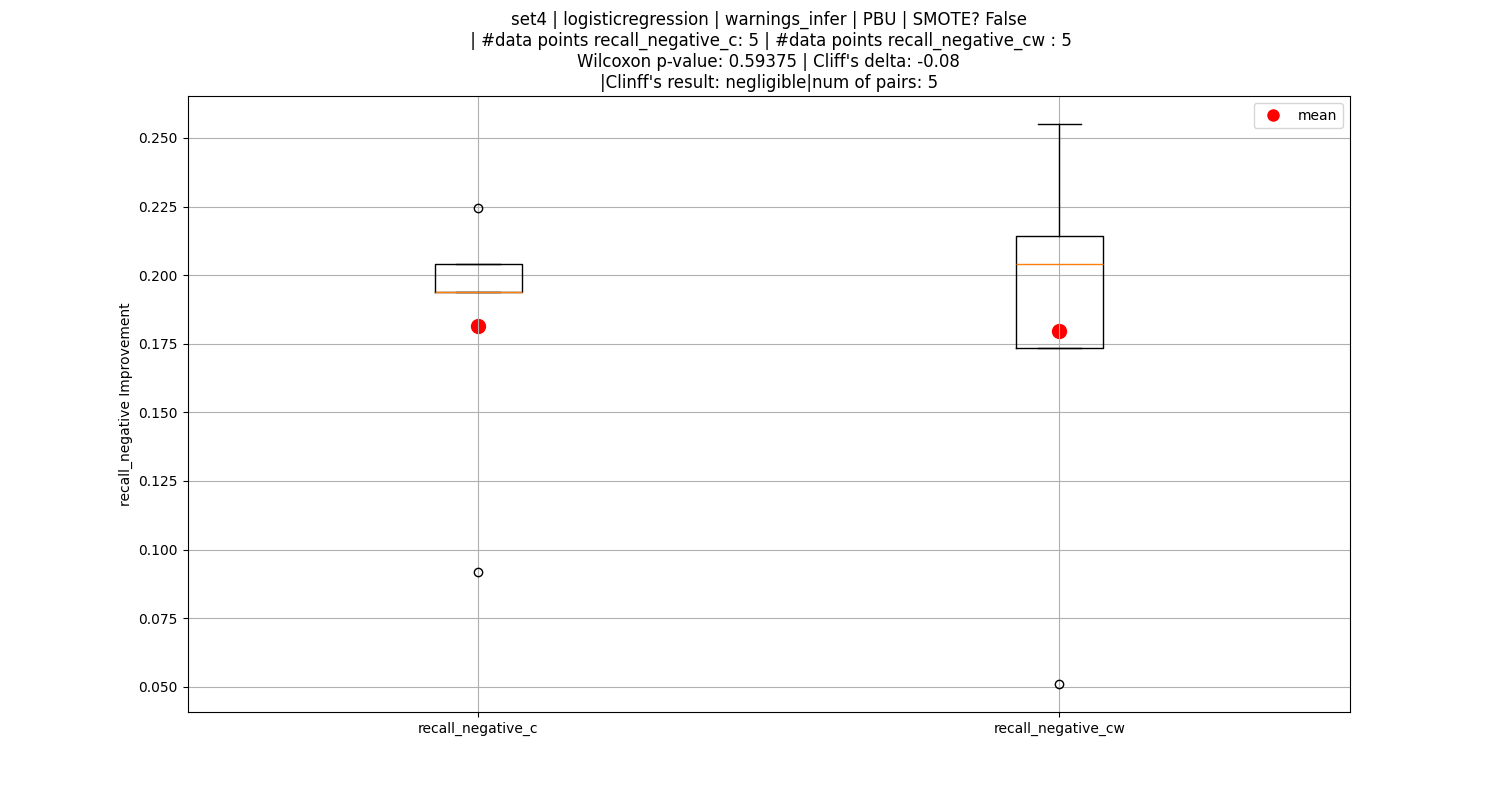 set4 | logisticregression | warnings_infer | PBU | SMOTE? False
| #data points recall_negative_c: 5 | #data points recall_negative_cw : 5
Wilcoxon p-value: 0.59375 | Cliff's delta: -0.08
|Clinff's result: negligible|num of pairs: 5
mean
0.250
0.225
0.200
0.175
0.150
0.125
0.100
0.075
0.050
recall_negative Improvement
recall_negative_c
recall_negative_cw